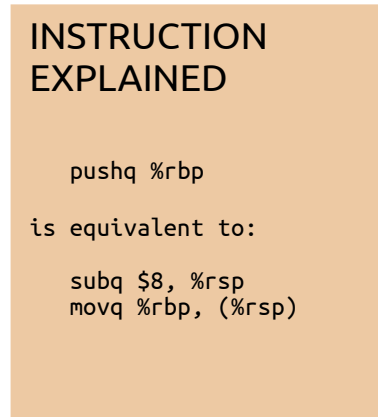 INSTRUCTION
EXPLAINED
pushq %rbp
is equivalent to:
subq $8, %rsp
movq %rbp, (%rsp)